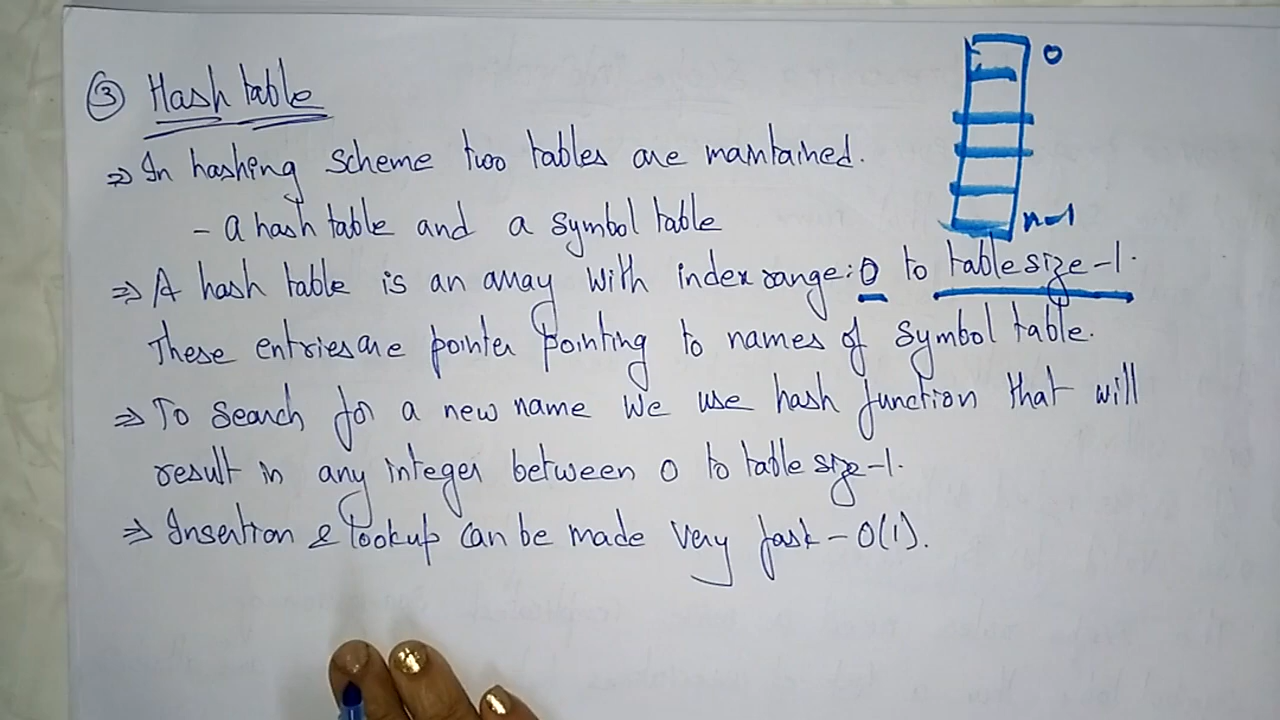 ③ Hash table
0
⇒ In hashing scheme two tables are maintained.
- a hash table and a symbol table
n-1
⇒ A hash table is an array with index range: 0 to table size-1.
These entries are pointer pointing to names of symbol table.
⇒ To Search for a new name we use hash function that will
result in any integer between 0 to table size-1.
⇒ Insertion & lookup can be made very fast - O(1).